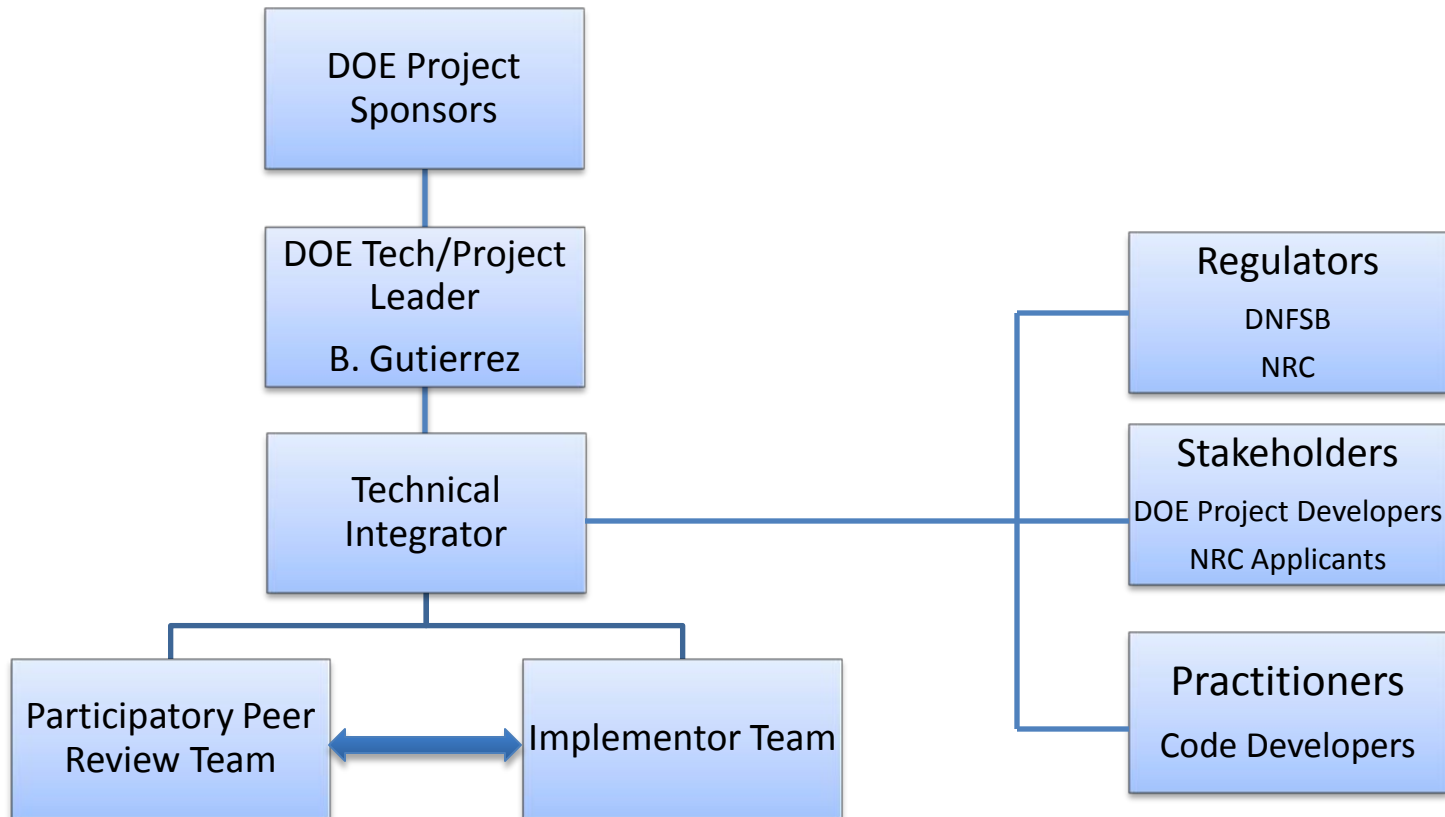 DOE Project
Sponsors
DOE Tech/Project
Leader
B. Gutierrez
Technical
Integrator
Participatory Peer
Review Team
Implementor Team
Regulators
DNFSB
NRC
Stakeholders
DOE Project Developers
NRC Applicants
Practitioners
Code Developers